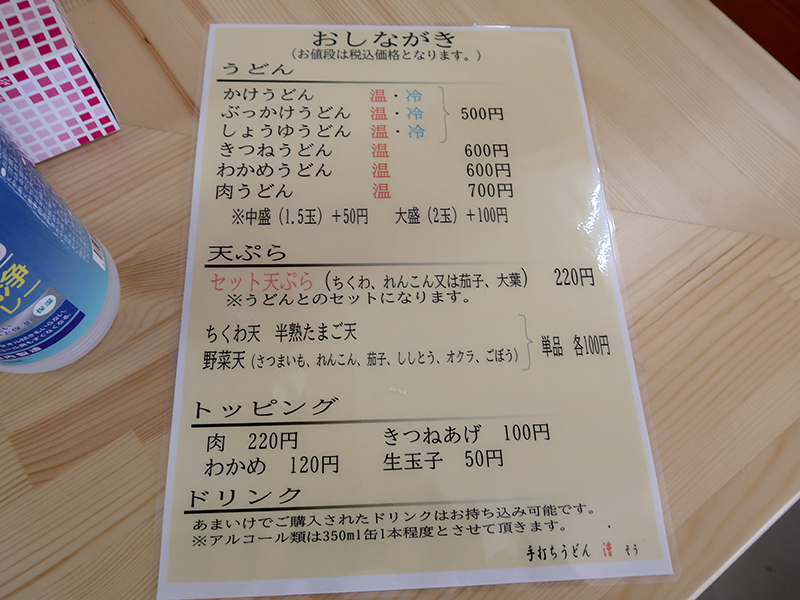 おしながき
(お値段は税込価格となります。)
うどん
かけうどん 温・冷
ぶっかけうどん 温・冷 500円
しょうゆうどん 温・冷
きつねうどん 温 600円
わかめうどん 温 600円
肉うどん 温 700円
※中盛(1.5玉)+50円 大盛(2玉)+100円
天ぷら
セット天ぷら(ちくわ、れんこん又は茄子、大葉) 220円
※うどんとのセットになります。
ちくわ天 半熟たまご天
野菜天(さつまいも、れんこん、茄子、ししとう、オクラ、ごぼう) 単品 各100円
トッピング
肉 220円 きつねあげ 100円
わかめ 120円 生玉子 50円
ドリンク
あまいけでご購入されたドリンクはお持ち込み可能です。
※アルコール類は350ml缶1本程度とさせて頂きます。
手打ちうどん 漕 そう